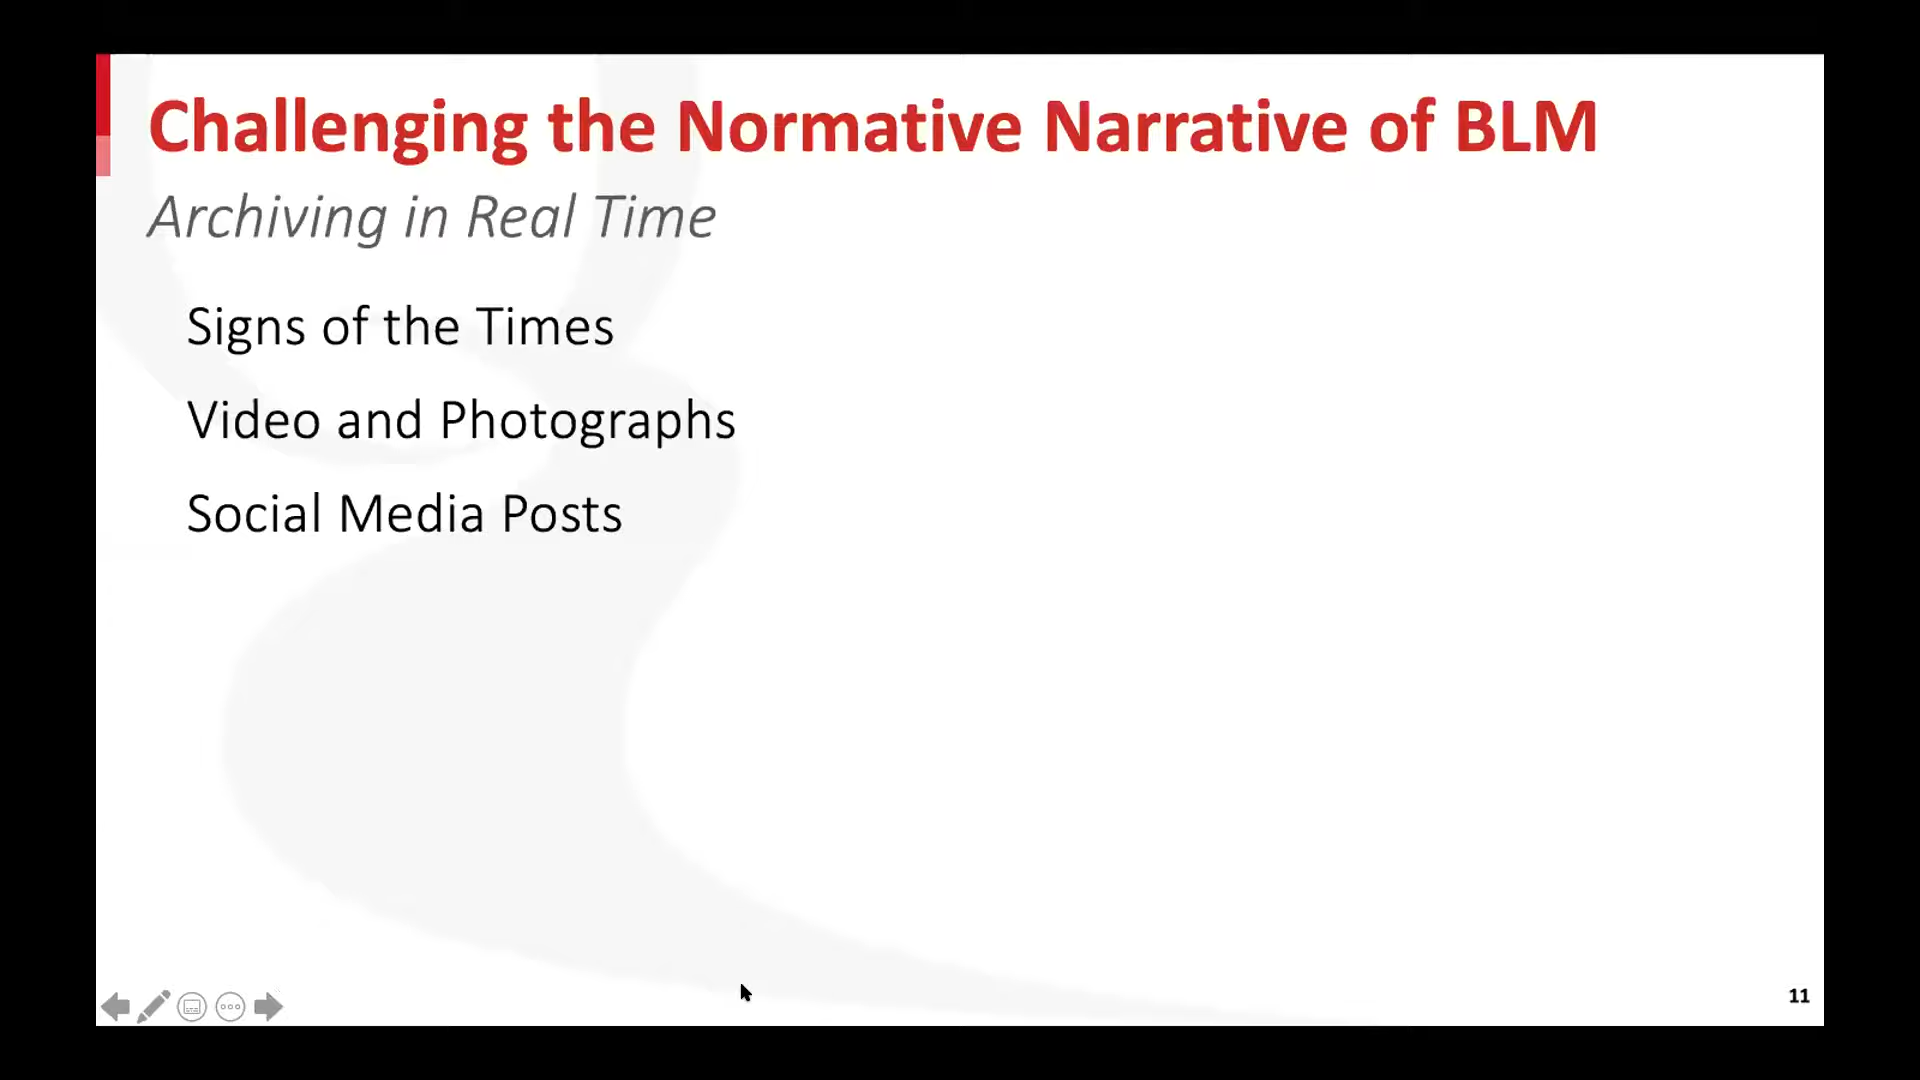 Challenging the Normative Narrative of BLM
Archiving in Real Time
Signs of the Times
Video and Photographs
Social Media Posts
11